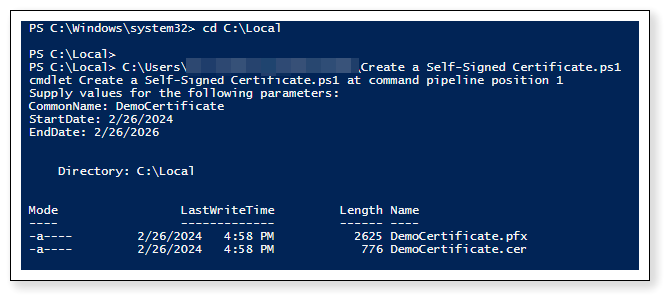 PS C:\Windows\system32> cd C:\Local
PS C:\Local>
PS C:\Local> C:\Users\ \Create a Self-Signed Certificate.ps1
cmdlet Create a Self-Signed Certificate.ps1 at command pipeline position 1
Supply values for the following parameters:
CommonName: DemoCertificate
StartDate: 2/26/2024
EndDate: 2/26/2026
Directory: C:\Local
Mode LastWriteTime Length Name
---- ------------- ------ ----
-a---- 2/26/2024 4:58 PM 2625 DemoCertificate.pfx
-a---- 2/26/2024 4:58 PM 776 DemoCertificate.cer